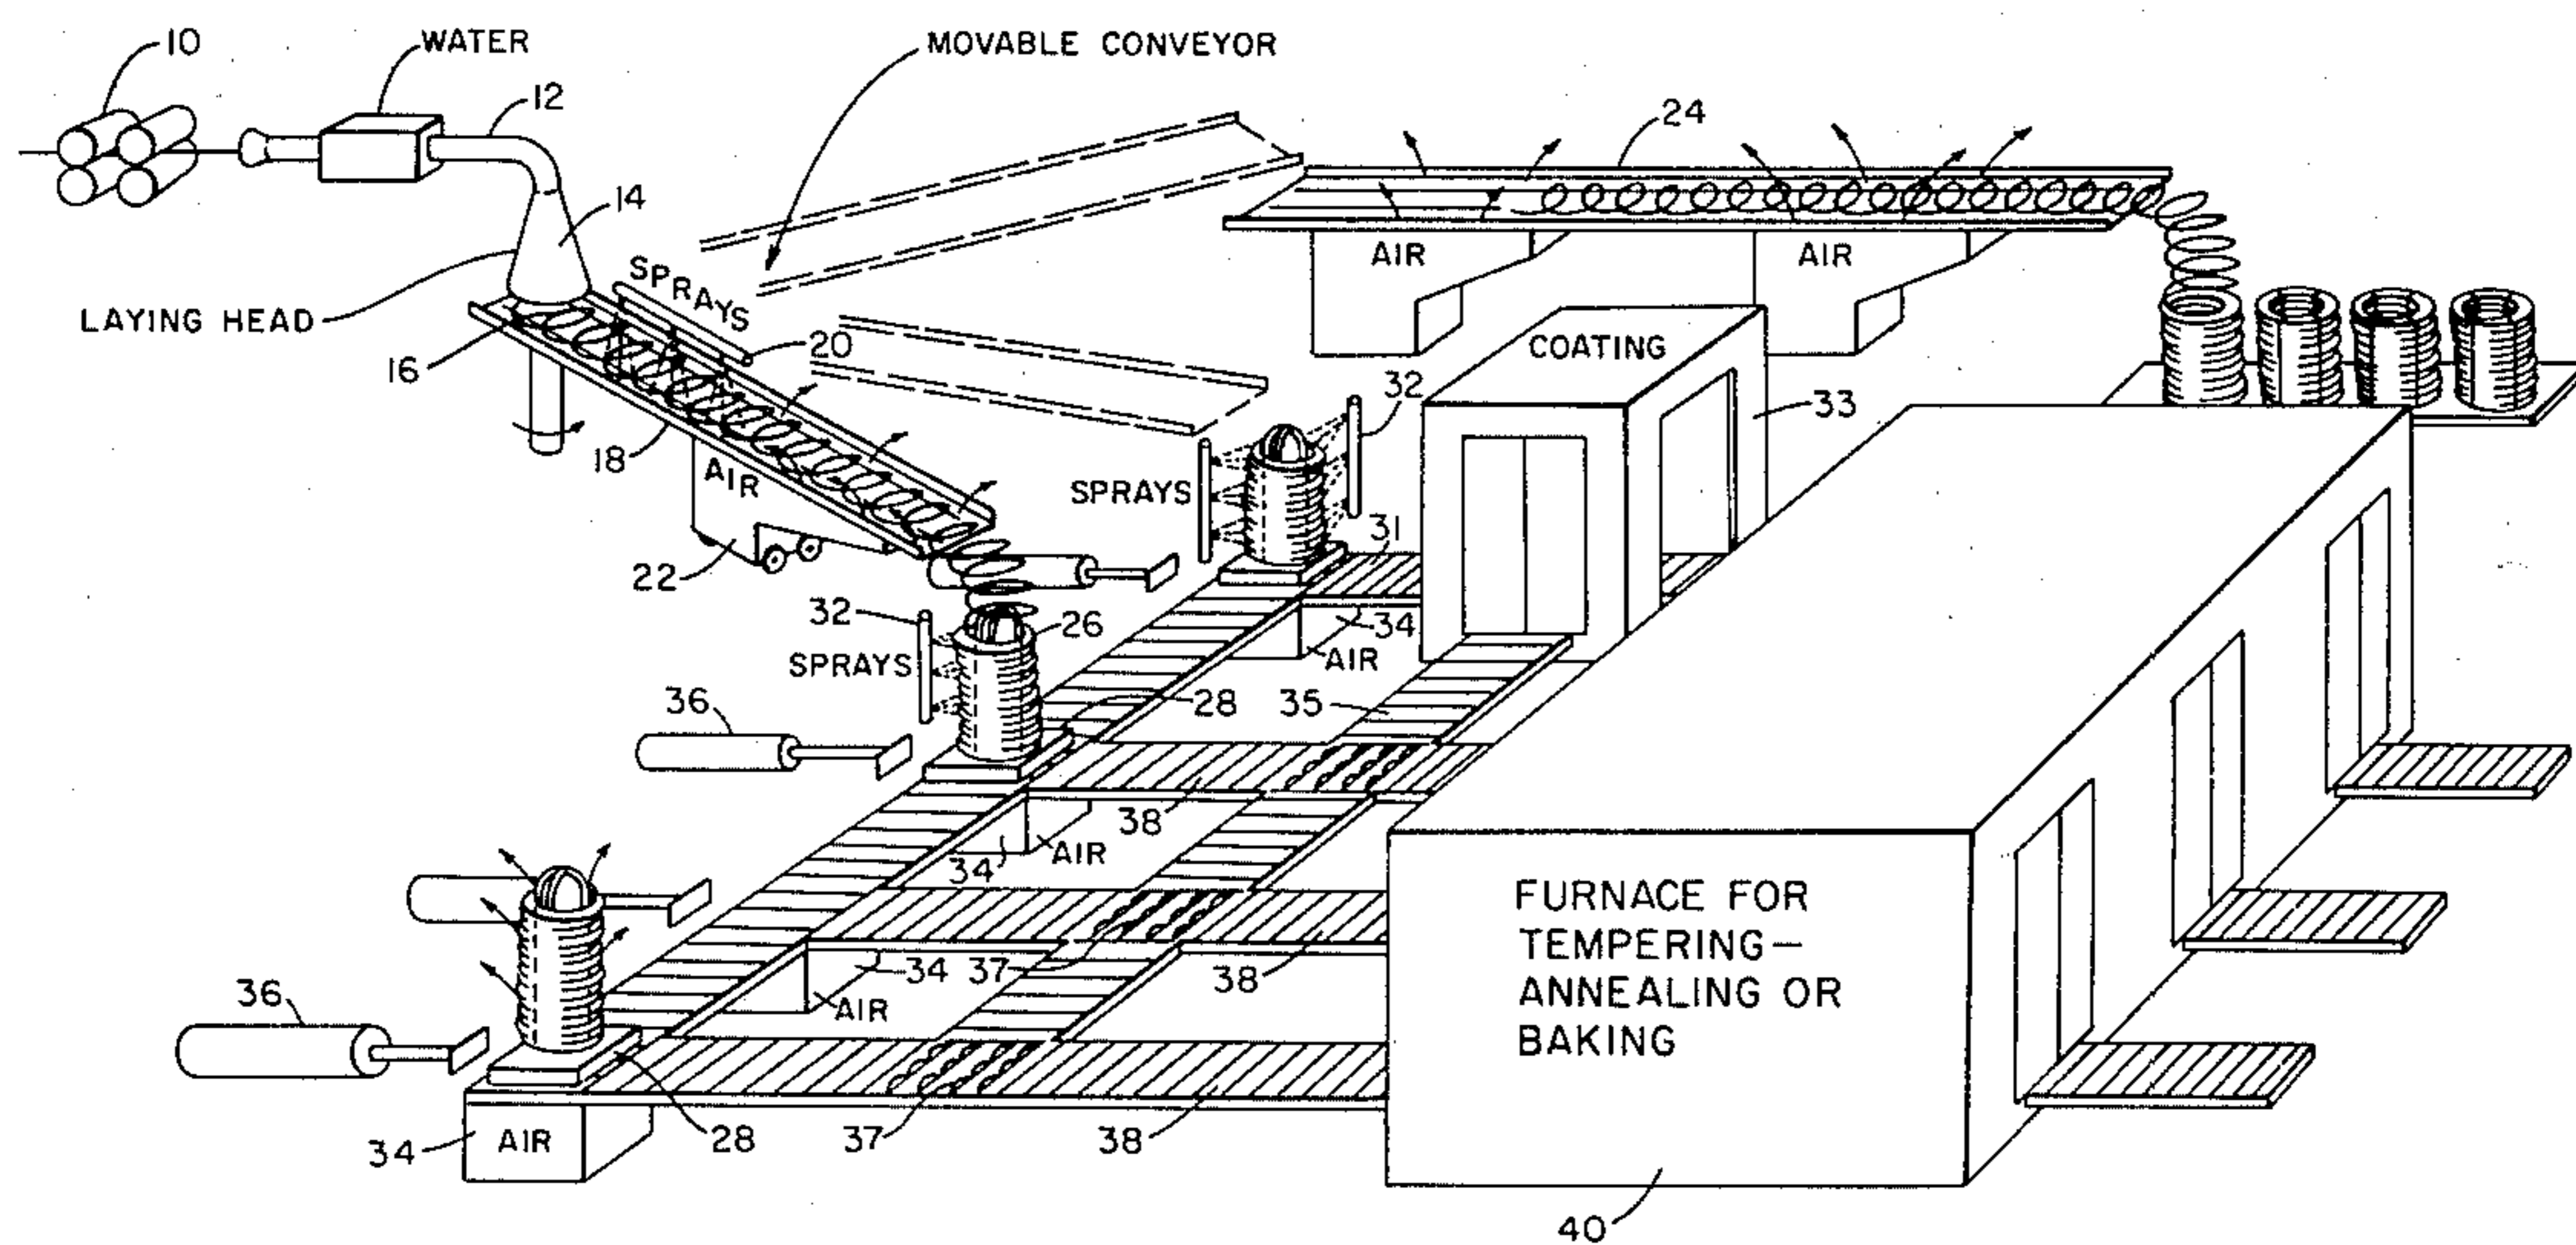 10
WATER
MOVABLE CONVEYOR
12
24
14
SPRAYS
LAYING HEAD
AIR
AIR
20
COATING
16
32
33
18
AIR
SPRAYS
31
22
32
26
34
SPRAYS
AIR
36
28
35
38
34
AIR
FURNACE FOR
TEMPERING—
ANNEALING OR
BAKING
36
34
37
38
AIR
34
AIR
28
37
38
40